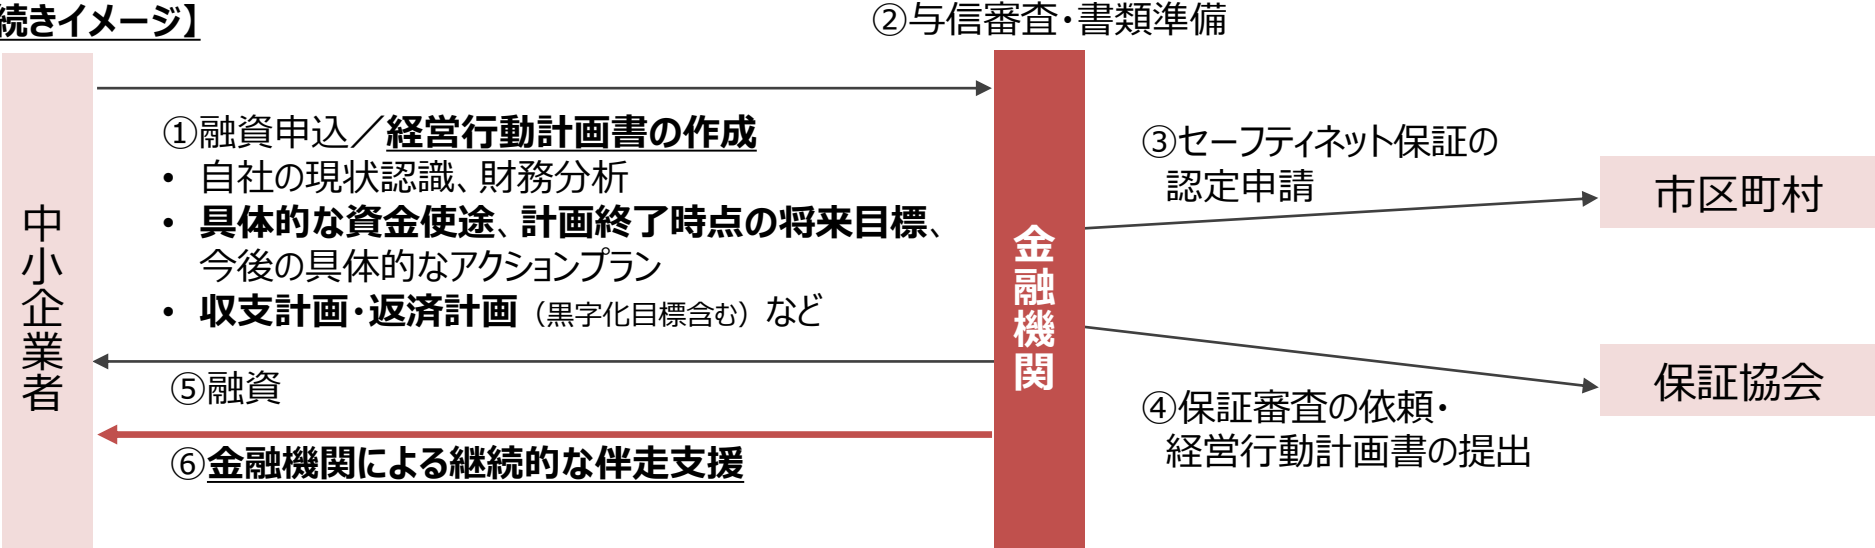 続きイメージ】
②与信審査・書類準備
①融資申込／経営行動計画書の作成
• 自社の現状認識、財務分析
• 具体的な資金使途、計画終了時点の将来目標、
今後の具体的なアクションプラン
• 収支計画・返済計画（黒字化目標含む）など
⑤融資
⑥金融機関による継続的な伴走支援
中小企業者
金融機関
③セーフティネット保証の
認定申請
市区町村
保証協会
④保証審査の依頼・
経営行動計画書の提出